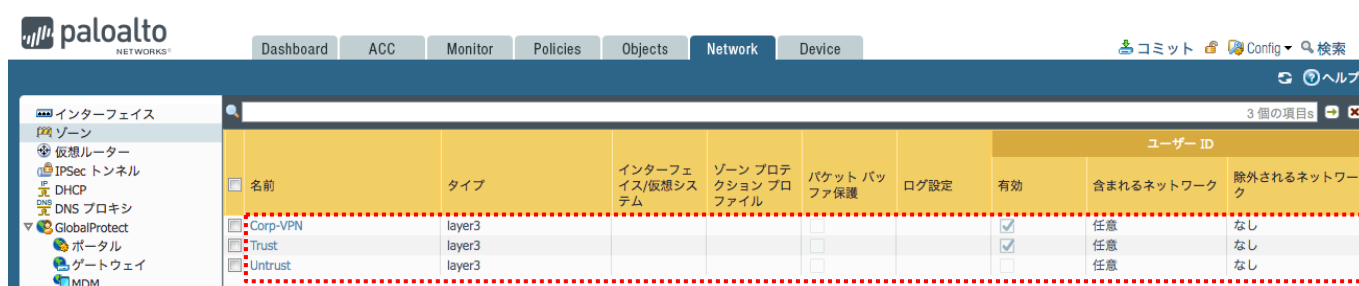 paloalto
NETWORKS®
Dashboard ACC Monitor Policies Objects Network Device
コミット Config 検索
ヘルプ
インターフェイス
ゾーン
仮想ルーター
IPSec トンネル
DHCP
DNS プロキシ
GlobalProtect
ポータル
ゲートウェイ
MDM
3 個の項目s
ユーザー ID
名前 タイプ インターフェ
イス/仮想シス
テム ゾーン プロテ
クション プロ
ファイル パケット バッ
ファ保護 ログ設定 有効 含まれるネットワーク 除外されるネットワー
ク
Corp-VPN layer3 任意 なし
Trust layer3 任意 なし
Untrust layer3 任意 なし